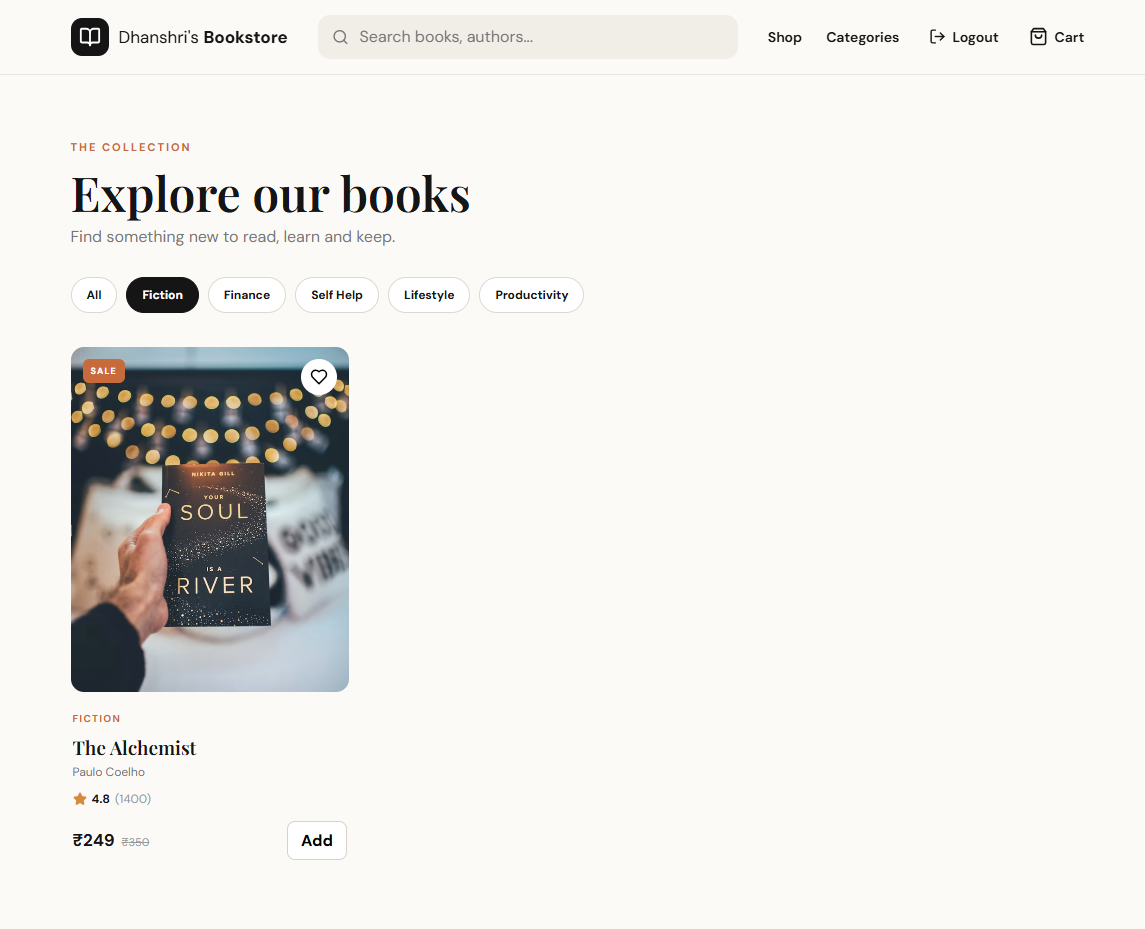 Dhanshri's Bookstore
Search books, authors...
Shop
Categories
Logout
Cart
THE COLLECTION
Explore our books
Find something new to read, learn and keep.
All
Fiction
Finance
Self Help
Lifestyle
Productivity
SALE
NIKITA GILL
YOUR
SOUL
IS A
RIVER
FICTION
The Alchemist
Paulo Coelho
4.8 (1400)
₹249 ₹350
Add